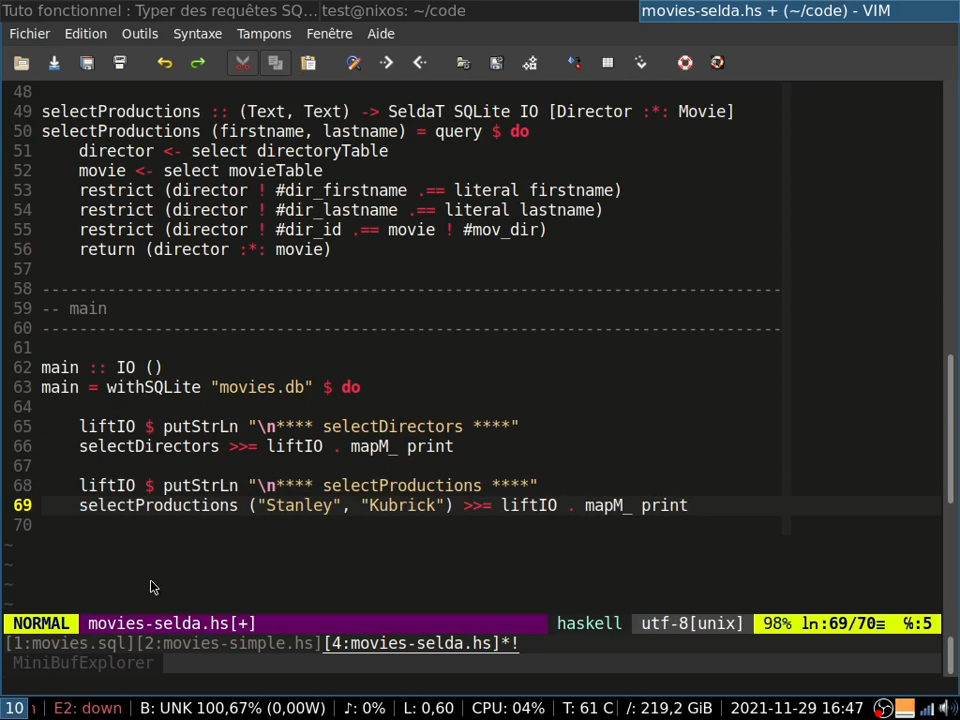 Tuto fonctionnel : Typer des requêtes SQ... test@nixos: ~/code movies-selda.hs + (~/code) - VIM
Fichier Edition Outils Syntaxe Tampons Fenêtre Aide
48
49 selectProductions :: (Text, Text) -> SeldaT SQLite IO [Director :*: Movie]
50 selectProductions (firstname, lastname) = query $ do
51     director <- select directoryTable
52     movie <- select movieTable
53     restrict (director ! #dir_firstname .== literal firstname)
54     restrict (director ! #dir_lastname .== literal lastname)
55     restrict (director ! #dir_id .== movie ! #mov_dir)
56     return (director :*: movie)
57
58 -------------------------------------------------------------------------------
59 -- main
60 -------------------------------------------------------------------------------
61
62 main :: IO ()
63 main = withSQLite "movies.db" $ do
64
65     liftIO $ putStrLn "\n**** selectDirectors ****"
66     selectDirectors >>= liftIO . mapM_ print
67
68     liftIO $ putStrLn "\n**** selectProductions ****"
69     selectProductions ("Stanley", "Kubrick") >>= liftIO . mapM_ print
70
~
~
~
~
NORMAL movies-selda.hs[+] haskell utf-8[unix] 98% ln:69/70≡ ℅:5
[1:movies.sql][2:movies-simple.hs][4:movies-selda.hs]*!
MiniBufExplorer
10 E2: down B: UNK 100,67% (0,00W) ♪: 0% L: 0,60 CPU: 04% T: 61 C /: 219,2 GiB 2021-11-29 16:47